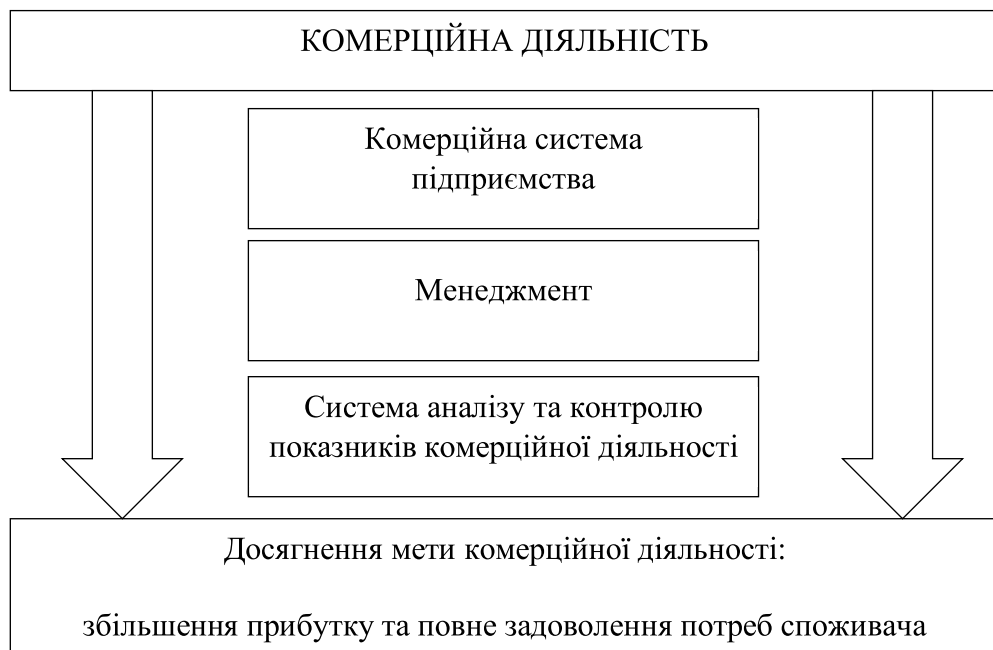 КОМЕРЦІЙНА ДІЯЛЬНІСТЬ
Комерційна система
підприємства
Менеджмент
Система аналізу та контролю
показників комерційної діяльності
Досягнення мети комерційної діяльності:
збільшення прибутку та повне задоволення потреб споживача